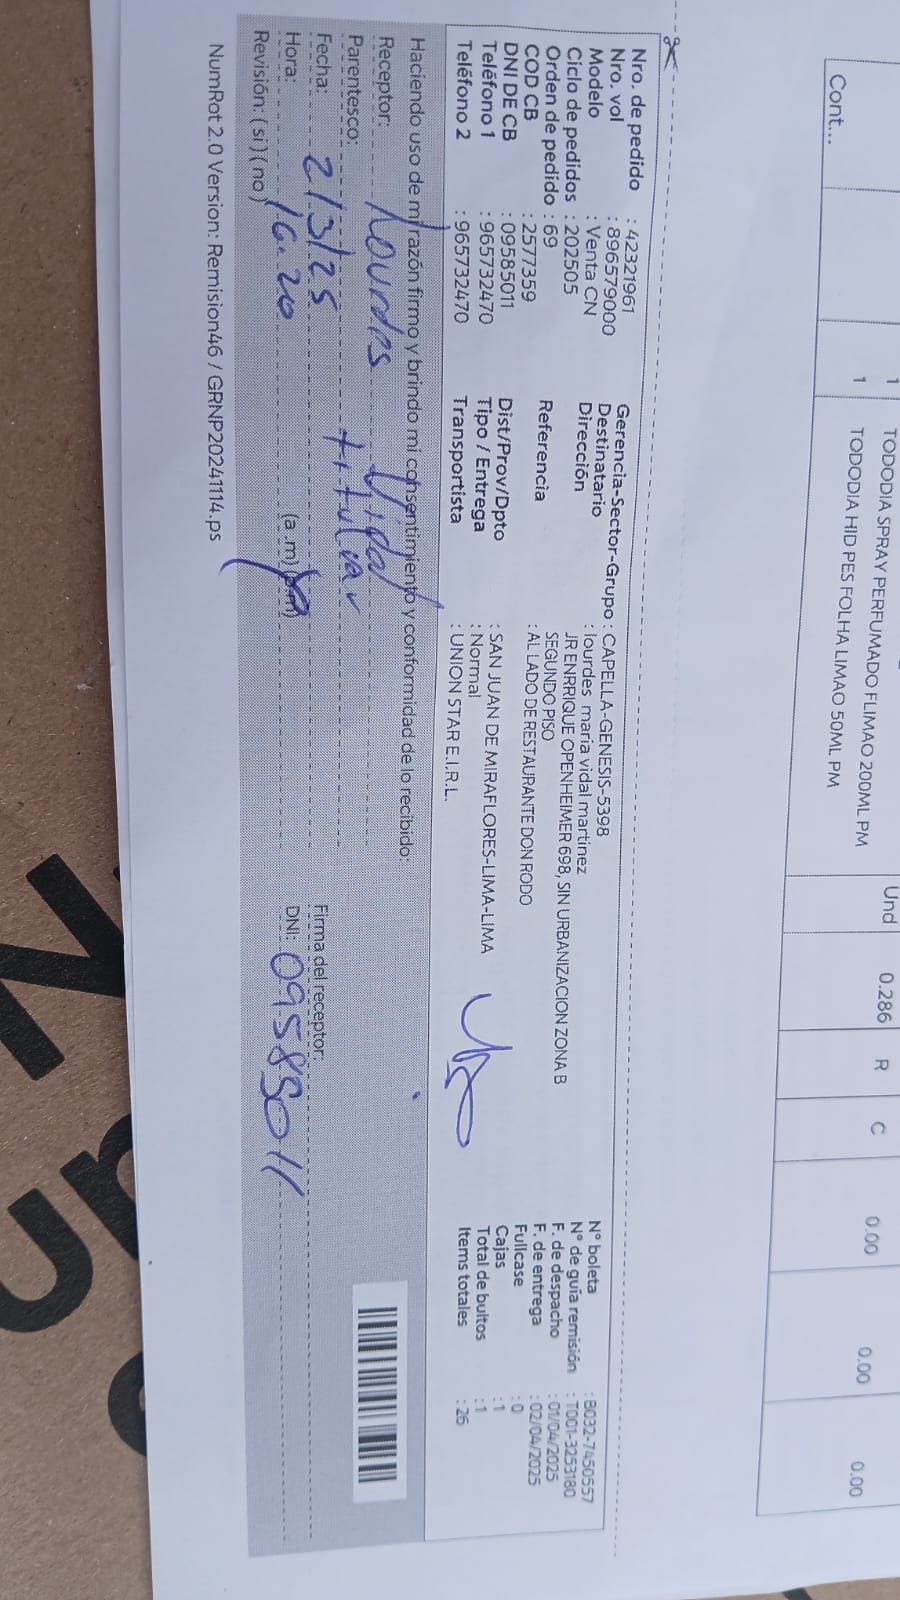 1 TODODIA SPRAY PERFUMADO FLIMAO 200ML PM Und 0.286 R C 0.00 0.00 0.00
1 TODODIA HID PES FOLHA LIMAO 50ML PM
Cont...
Nro. de pedido : 42321961
Nro. vol : 896579000
Modelo : Venta CN
Ciclo de pedidos : 202505
Orden de pedido : 69
COD CB : 2577359
DNI DE CB : 09585011
Teléfono 1 : 965732470
Teléfono 2 : 965732470
Gerencia-Sector-Grupo : CAPELLA-GENESIS-5398
Destinatario : lourdes maria vidal martinez
Dirección : JR ENRRIQUE OPENHEIMER 698, SIN URBANIZACION ZONA B
SEGUNDO PISO
Referencia : AL LADO DE RESTAURANTE DON RODO
Dist/Prov/Dpto : SAN JUAN DE MIRAFLORES-LIMA-LIMA
Tipo / Entrega : Normal
Transportista : UNION STAR E.I.R.L.
N° boleta : B032-7450557
N° de guía remisión : T001-3253180
F. de despacho : 01/04/2025
F. de entrega : 02/04/2025
Fullcase : 0
Cajas : 1
Total de bultos : 1
Items totales : 26
Haciendo uso de mi razón firmo y brindo mi consentimiento y conformidad de lo recibido:
Receptor: Lourdes Vidal
Parentesco: titular
Fecha: 2/3/25
Hora: 16.20 (a.m) (p.m)
Revisión: (si) (no)
Firma del receptor:
DNI: 09585011
NumRot 2.0 Version: Remision46 / GRNP20241114.ps